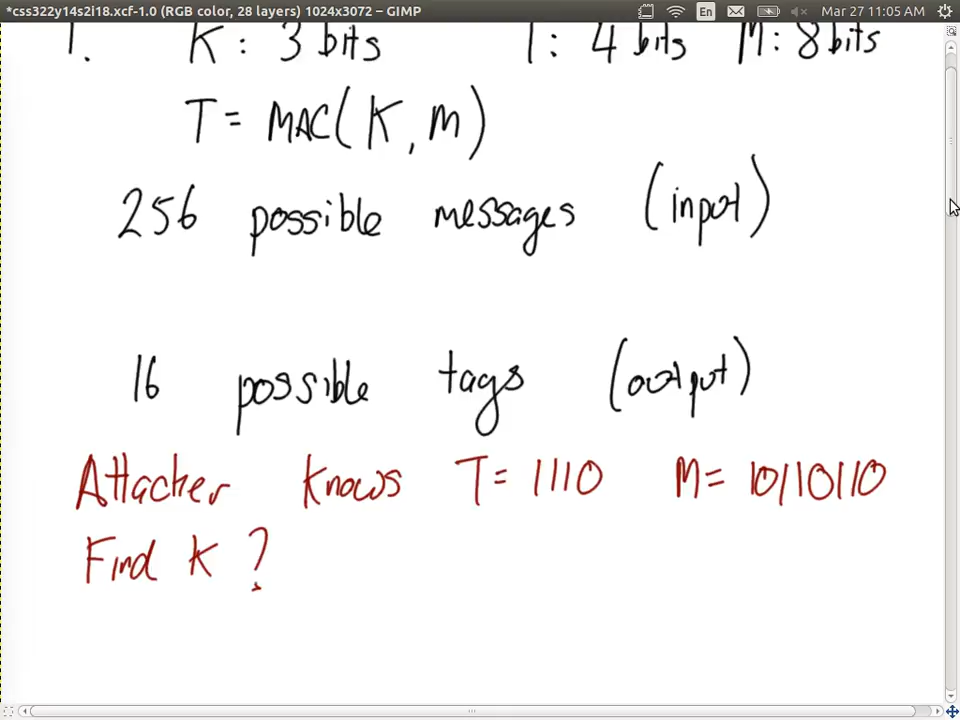 *css322y14s2i18.xcf-1.0 (RGB color, 28 layers) 1024x3072 – GIMP En Mar 27 11:05 AM
1. K : 3 bits T : 4 bits M : 8 bits
T = MAC(K, M)
256 possible messages (input)
16 possible tags (output)
Attacker knows T = 1110 M = 10110110
Find K ?